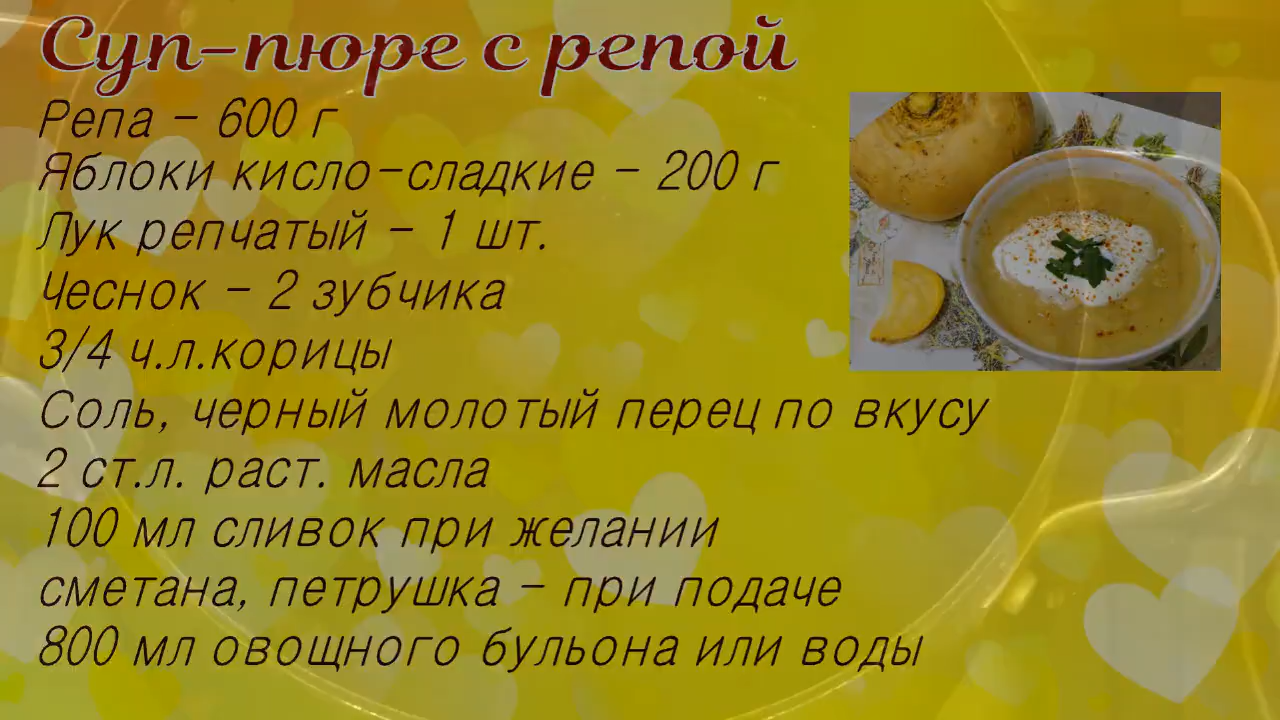 Суп-пюре с репой
Репа - 600 г
Яблоки кисло-сладкие - 200 г
Лук репчатый - 1 шт.
Чеснок - 2 зубчика
3/4 ч.л.корицы
Соль, черный молотый перец по вкусу
2 ст.л. раст. масла
100 мл сливок при желании
сметана, петрушка - при подаче
800 мл овощного бульона или воды